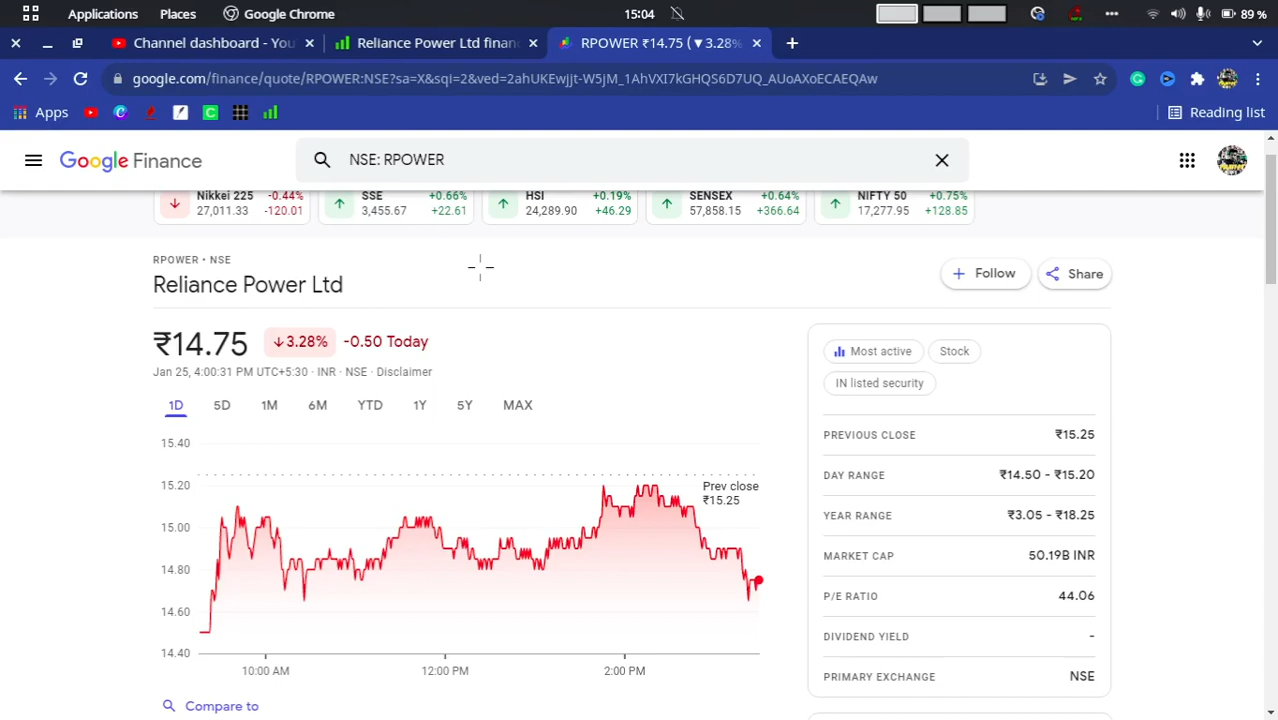 Applications Places Google Chrome 15:04 89 %
Channel dashboard - You Reliance Power Ltd finan RPOWER ₹14.75 (▼3.28%
google.com/finance/quote/RPOWER:NSE?sa=X&sqi=2&ved=2ahUKEwjjt-W5jM_1AhVXI7kGHQS6D7UQ_AUoAXoECAEQAw
Apps Reading list
Google Finance NSE: RPOWER
Nikkei 225 -0.44% SSE +0.66% HSI +0.19% SENSEX +0.64% NIFTY 50 +0.75%
27,011.33 -120.01 3,455.67 +22.61 24,289.90 +46.29 57,858.15 +366.64 17,277.95 +128.85
RPOWER • NSE
Reliance Power Ltd
Follow Share
₹14.75 ↓3.28% -0.50 Today
Jan 25, 4:00:31 PM UTC+5:30 · INR · NSE · Disclaimer
1D 5D 1M 6M YTD 1Y 5Y MAX
15.40
15.20
15.00
14.80
14.60
14.40
Prev close
₹15.25
10:00 AM 12:00 PM 2:00 PM
Compare to
Most active Stock
IN listed security
PREVIOUS CLOSE ₹15.25
DAY RANGE ₹14.50 - ₹15.20
YEAR RANGE ₹3.05 - ₹18.25
MARKET CAP 50.19B INR
P/E RATIO 44.06
DIVIDEND YIELD -
PRIMARY EXCHANGE NSE